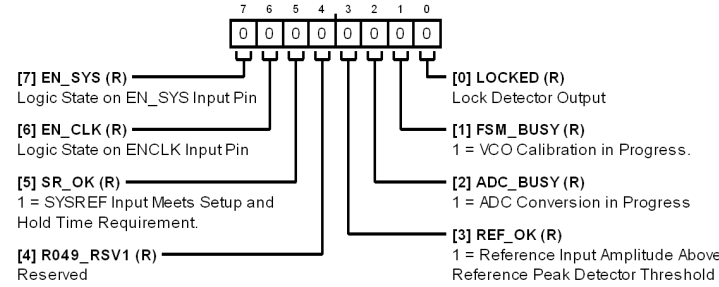 7 6 5 4 3 2 1 0
0 0 0 0 0 0 0 0
[7] EN_SYS (R)
Logic State on EN_SYS Input Pin
[6] EN_CLK (R)
Logic State on ENCLK Input Pin
[5] SR_OK (R)
1 = SYSREF Input Meets Setup and
Hold Time Requirement.
[4] R049_RSV1 (R)
Reserved
[0] LOCKED (R)
Lock Detector Output
[1] FSM_BUSY (R)
1 = VCO Calibration in Progress.
[2] ADC_BUSY (R)
1 = ADC Conversion in Progress
[3] REF_OK (R)
1 = Reference Input Amplitude Above
Reference Peak Detector Threshold